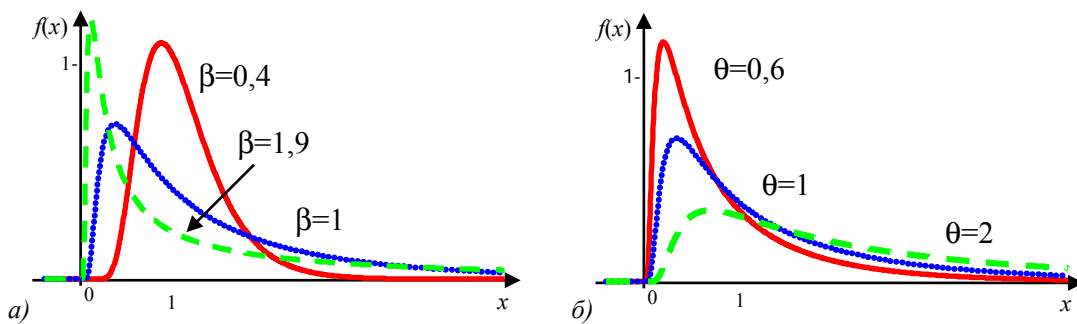 f(x)
1-
β=0,4
β=1,9
β=1
0
1
x
а)
f(x)
1-
θ=0,6
θ=1
θ=2
0
1
x
б)